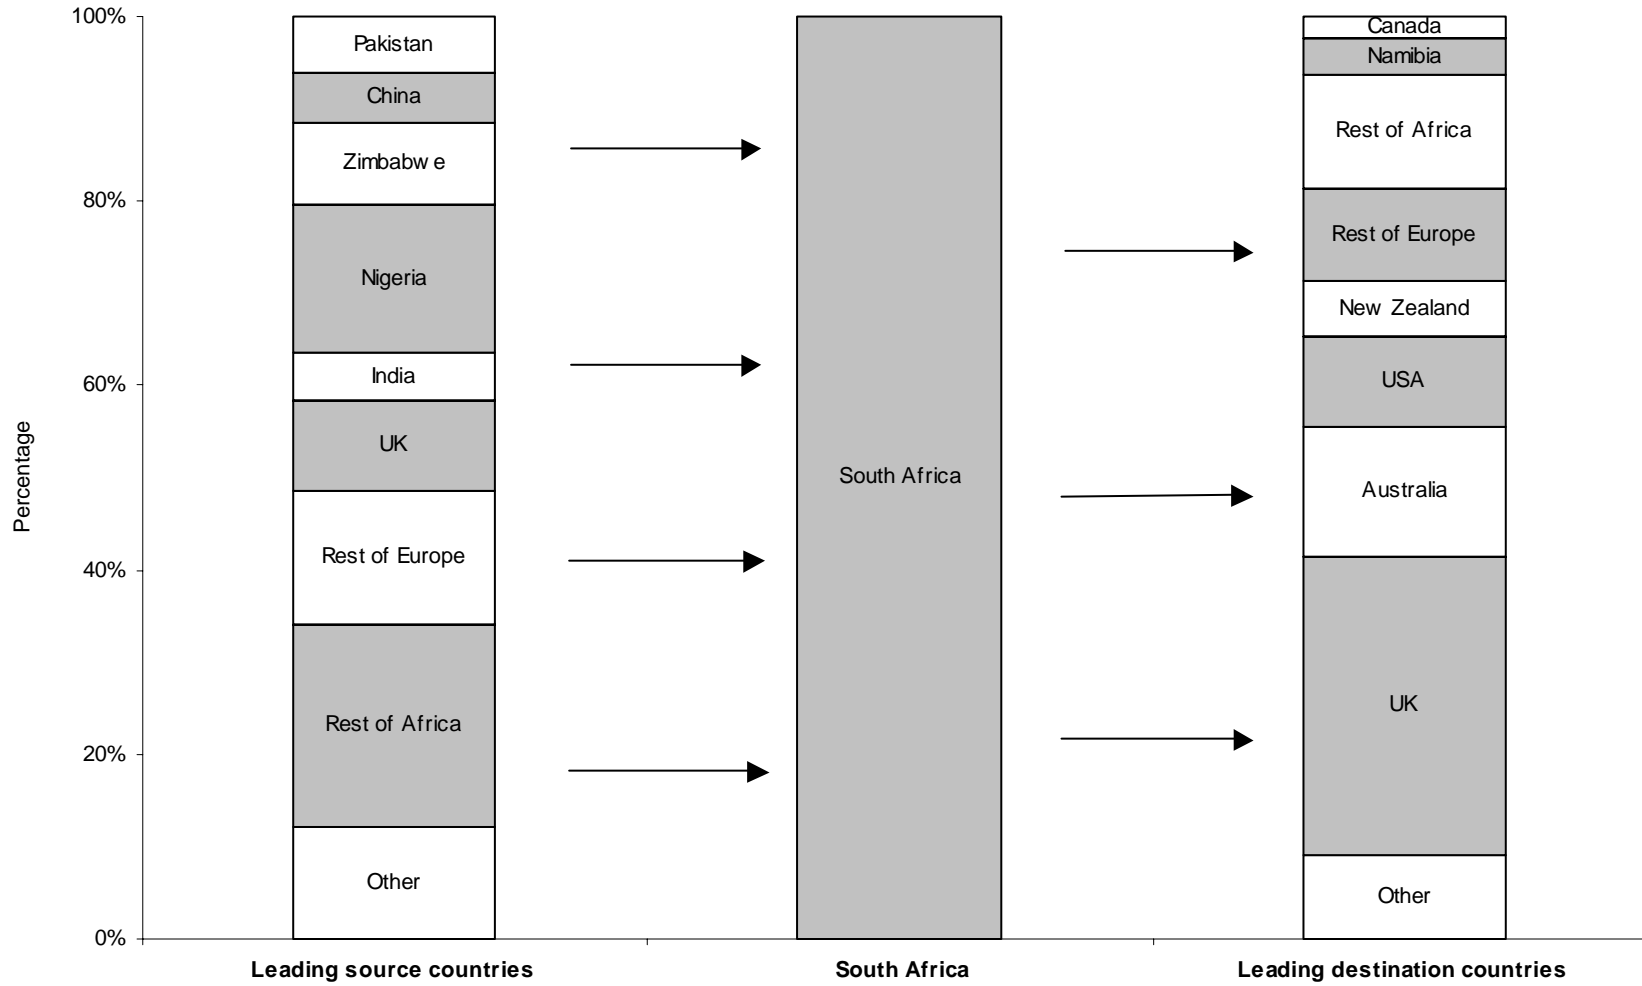 100%
80%
60%
40%
20%
0%
Percentage
Pakistan
China
Zimbabw e
Nigeria
India
UK
Rest of Europe
Rest of Africa
Other
South Africa
Canada
Namibia
Rest of Africa
Rest of Europe
New Zealand
USA
Australia
UK
Other
Leading source countries
South Africa
Leading destination countries